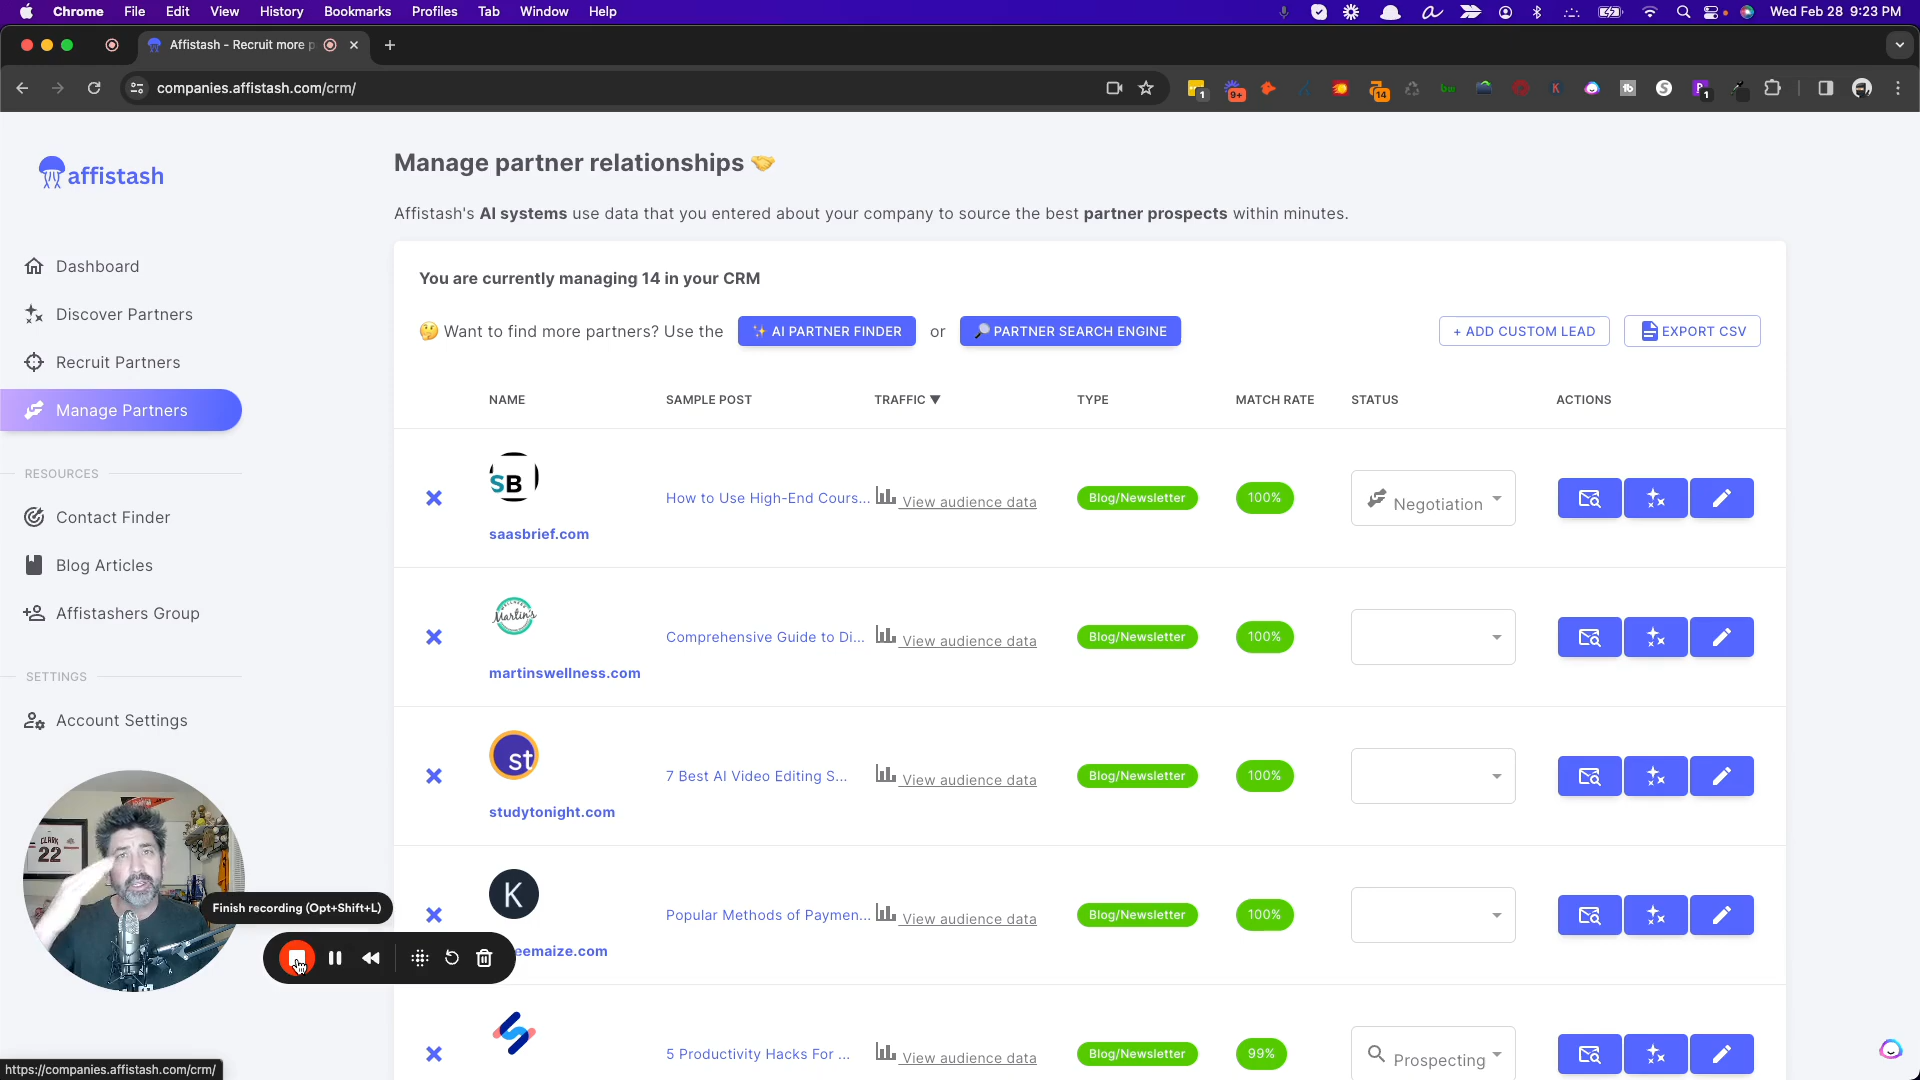 Chrome File Edit View History Bookmarks Profiles Tab Window Help
Wed Feb 28 9:23 PM
Affistash - Recruit more p
companies.affistash.com/crm/
1
9+
14
1
affistash
Dashboard
Discover Partners
Recruit Partners
Manage Partners
RESOURCES
Contact Finder
Blog Articles
Affistashers Group
SETTINGS
Account Settings
Manage partner relationships 🤝
Affistash's AI systems use data that you entered about your company to source the best partner prospects within minutes.
You are currently managing 14 in your CRM
🤔 Want to find more partners? Use the ✨ AI PARTNER FINDER or 🔎 PARTNER SEARCH ENGINE
+ ADD CUSTOM LEAD
EXPORT CSV
NAME SAMPLE POST TRAFFIC ▼ TYPE MATCH RATE STATUS ACTIONS
SB
saasbrief.com
How to Use High-End Cours... View audience data Blog/Newsletter 100% Negotiation
Martin's
martinswellness.com
Comprehensive Guide to Di... View audience data Blog/Newsletter 100%
st
studytonight.com
7 Best AI Video Editing S... View audience data Blog/Newsletter 100%
K
eemaize.com
Popular Methods of Paymen... View audience data Blog/Newsletter 100%
5 Productivity Hacks For ... View audience data Blog/Newsletter 99% Prospecting
CLARK
22
Finish recording (Opt+Shift+L)
https://companies.affistash.com/crm/